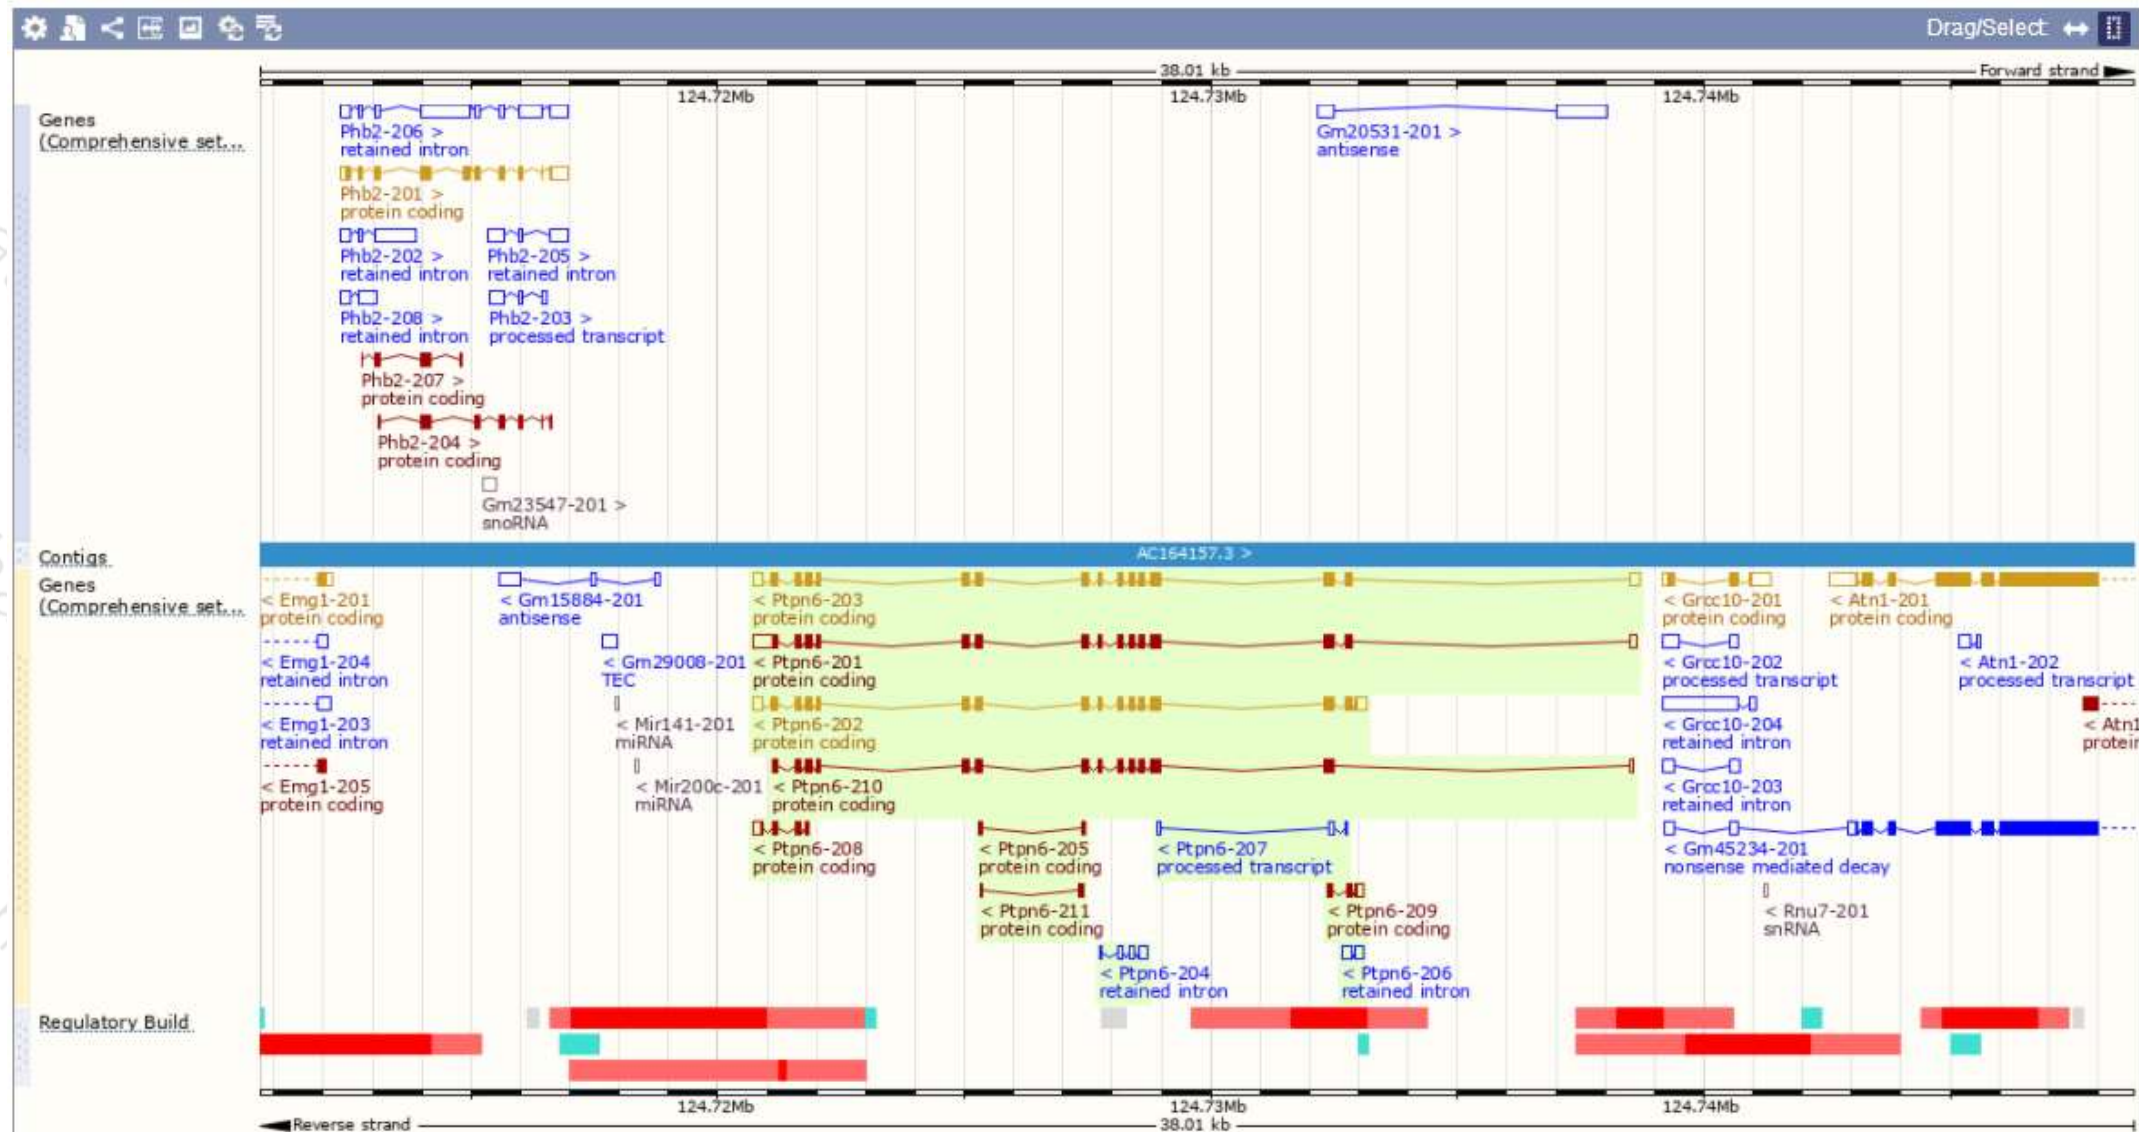 Drag/Select:
38.01 kb
Forward strand
124.72Mb 124.73Mb 124.74Mb
Genes
(Comprehensive set...
Phb2-206 >
retained intron
Gm20531-201 >
antisense
Phb2-201 >
protein coding
Phb2-202 >
retained intron
Phb2-205 >
retained intron
Phb2-208 >
retained intron
Phb2-203 >
processed transcript
Phb2-207 >
protein coding
Phb2-204 >
protein coding
Gm23547-201 >
snoRNA
Contigs
AC164157.3 >
Genes
(Comprehensive set...
< Emg1-201
protein coding
< Gm15884-201
antisense
< Ptpn6-203
protein coding
< Grcc10-201
protein coding
< Atn1-201
protein coding
< Emg1-204
retained intron
< Gm29008-201
TEC
< Ptpn6-201
protein coding
< Grcc10-202
processed transcript
< Atn1-202
processed transcript
< Emg1-203
retained intron
< Mir141-201
miRNA
< Ptpn6-202
protein coding
< Grcc10-204
retained intron
< Atn1
protein
< Emg1-205
protein coding
< Mir200c-201
miRNA
< Ptpn6-210
protein coding
< Grcc10-203
retained intron
< Ptpn6-208
protein coding
< Ptpn6-205
protein coding
< Ptpn6-207
processed transcript
< Gm45234-201
nonsense mediated decay
< Ptpn6-211
protein coding
< Ptpn6-209
protein coding
< Rnu7-201
snRNA
< Ptpn6-204
retained intron
< Ptpn6-206
retained intron
Regulatory Build
124.72Mb 124.73Mb 124.74Mb
Reverse strand
38.01 kb